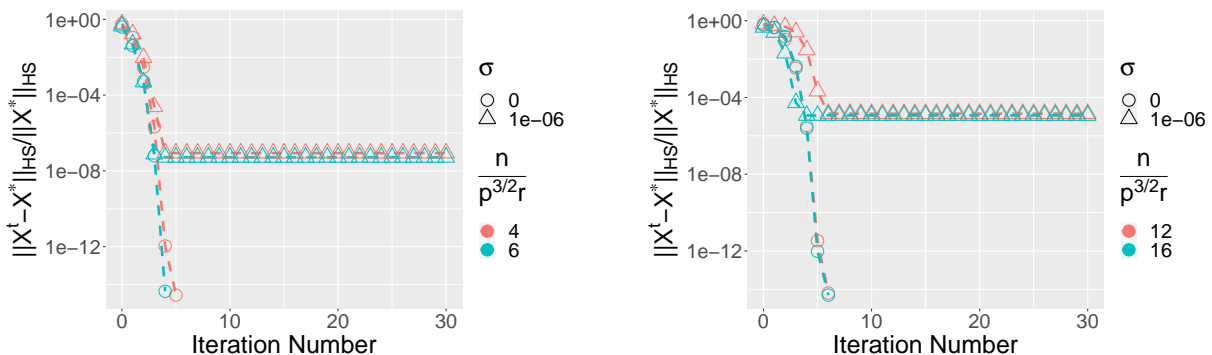 ||X^t−X^*||_HS/||X^*||_HS
1e+00
1e−04
1e−08
1e−12
0
10
20
30
Iteration Number
σ
0
1e−06
n
p^3/2 r
4
6
||X^t−X^*||_HS/||X^*||_HS
1e+00
1e−04
1e−08
1e−12
0
10
20
30
Iteration Number
σ
0
1e−06
n
p^3/2 r
12
16